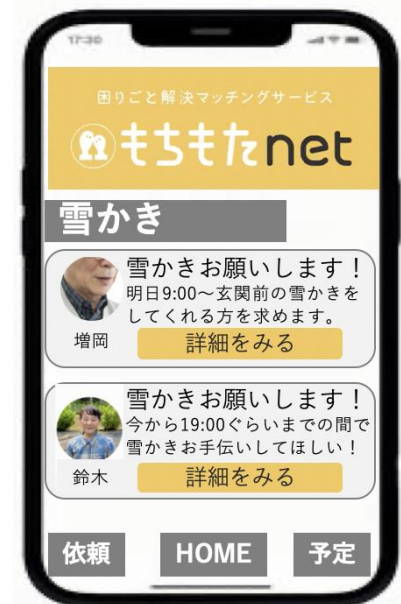 17:30
困りごと解決マッチングサービス
もちもたnet
雪かき
雪かきお願いします！
明日9:00〜玄関前の雪かきを
してくれる方を求めます。
増岡
詳細をみる
雪かきお願いします！
今から19:00ぐらいまでの間で
雪かきお手伝いしてほしい！
鈴木
詳細をみる
依頼
HOME
予定